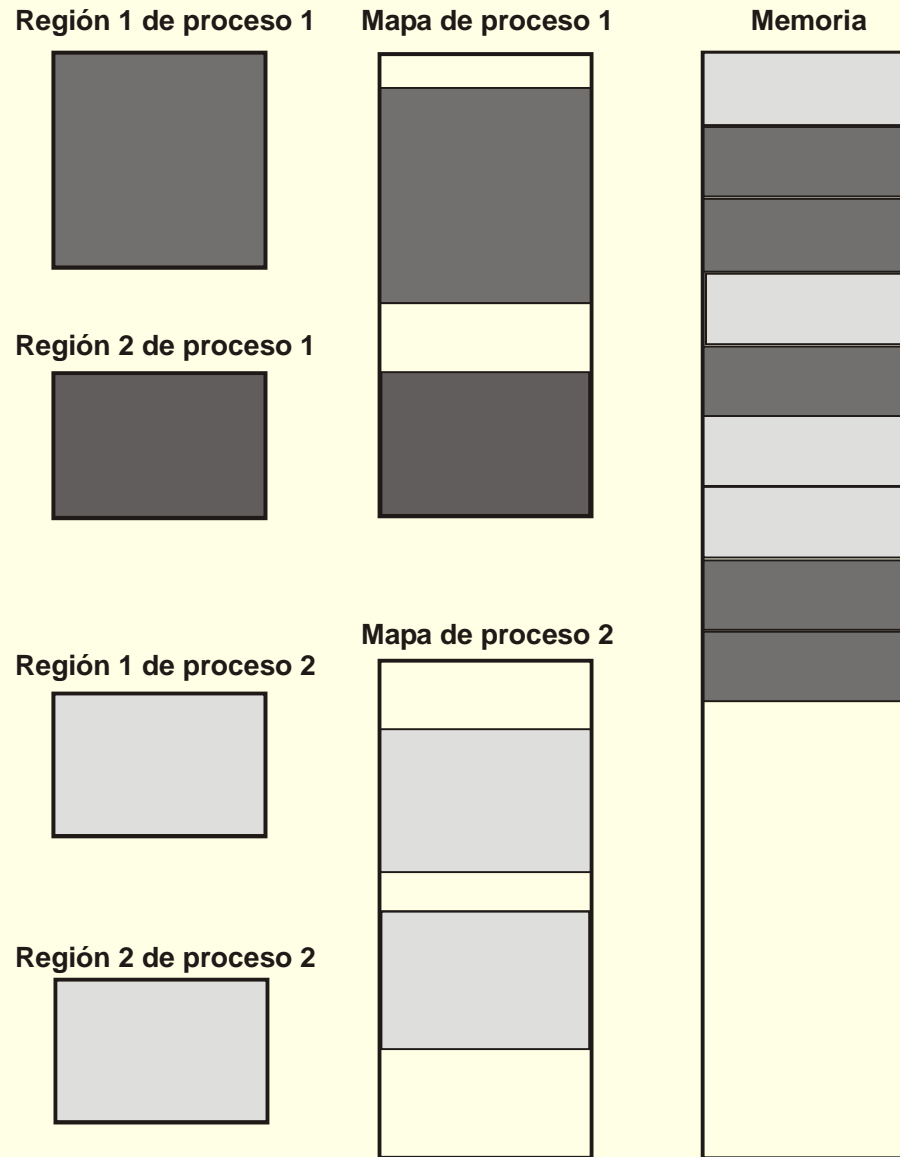 Región 1 de proceso 1
Mapa de proceso 1
Memoria
Región 2 de proceso 1
Mapa de proceso 2
Región 1 de proceso 2
Región 2 de proceso 2